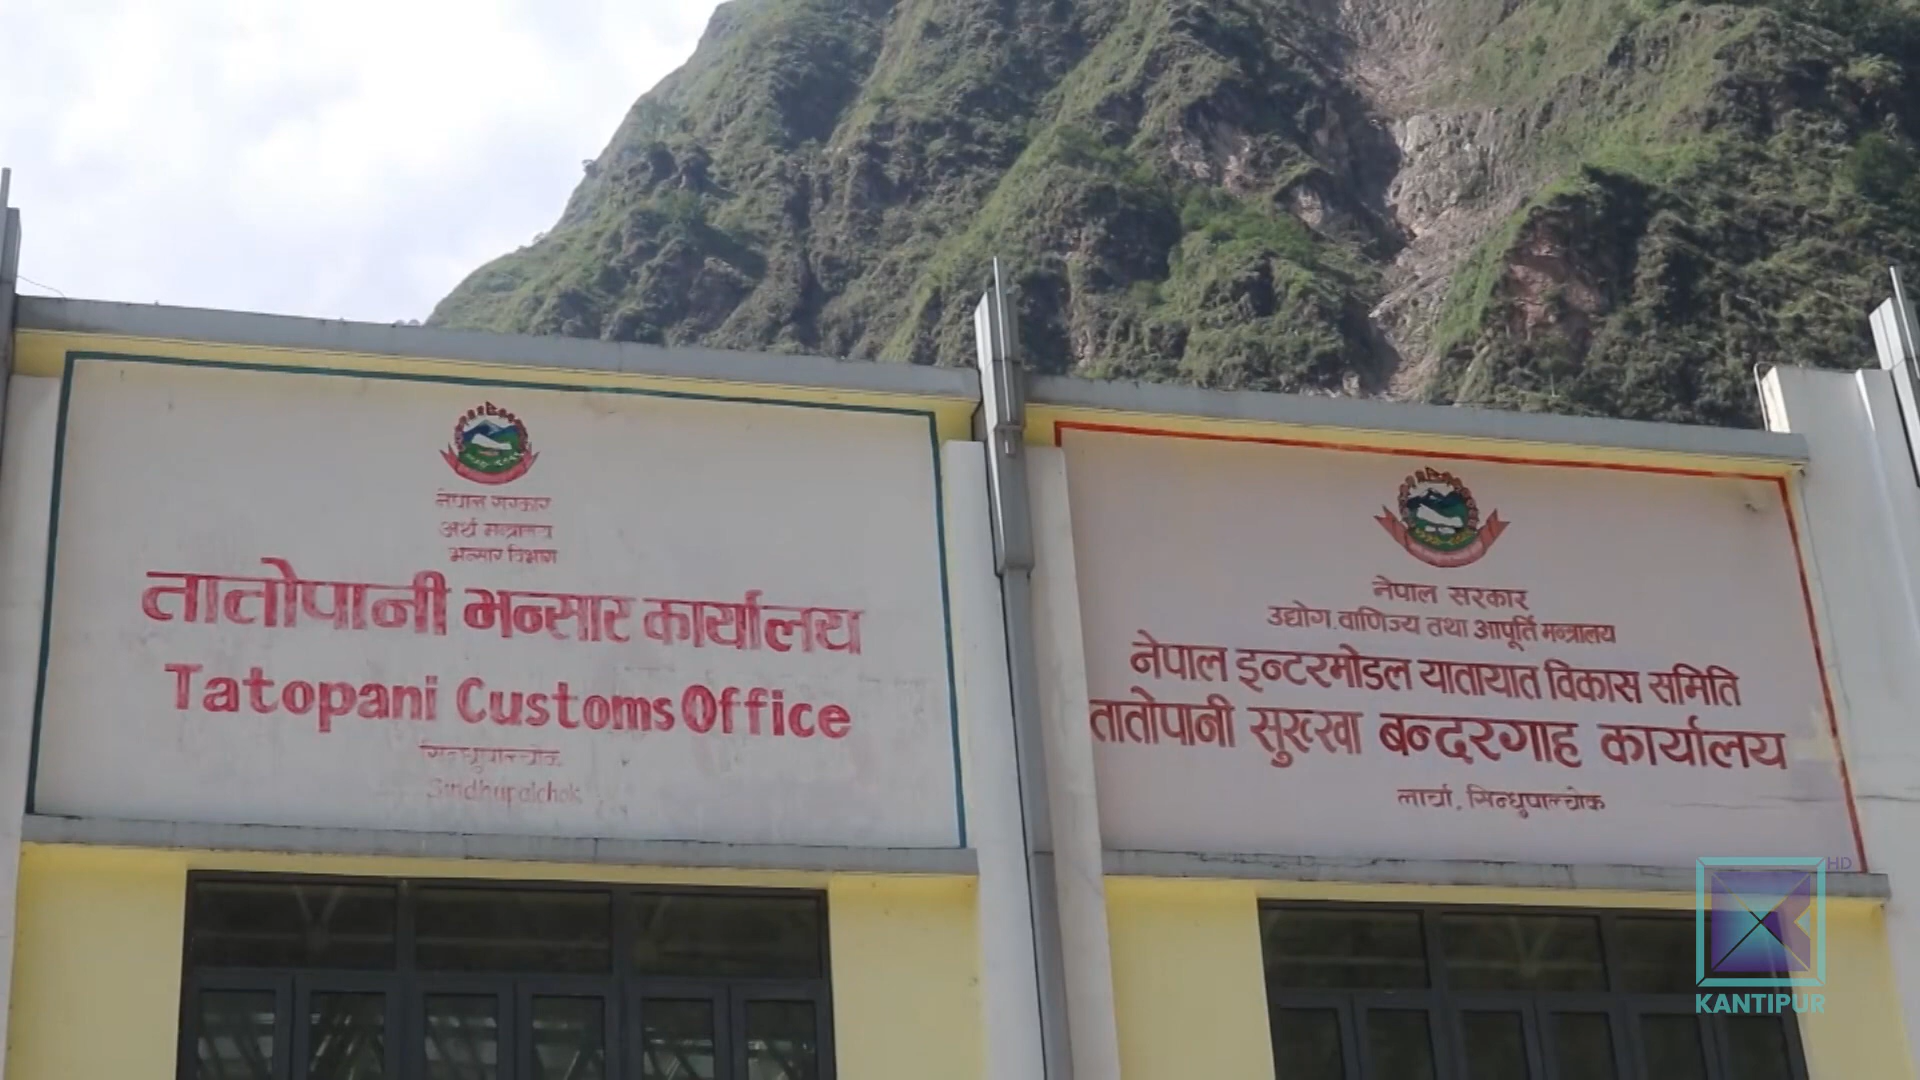 नेपाल सरकार
अर्थ मन्त्रालय
भन्सार विभाग
तातोपानी भन्सार कार्यालय
Tatopani Customs Office
सिन्धुपाल्चोक
Sindhupalchok
नेपाल सरकार
उद्योग, वाणिज्य तथा आपूर्ति मन्त्रालय
नेपाल इन्टरमोडल यातायात विकास समिति
तातोपानी सुख्खा बन्दरगाह कार्यालय
लार्चा, सिन्धुपाल्चोक
HD
KANTIPUR